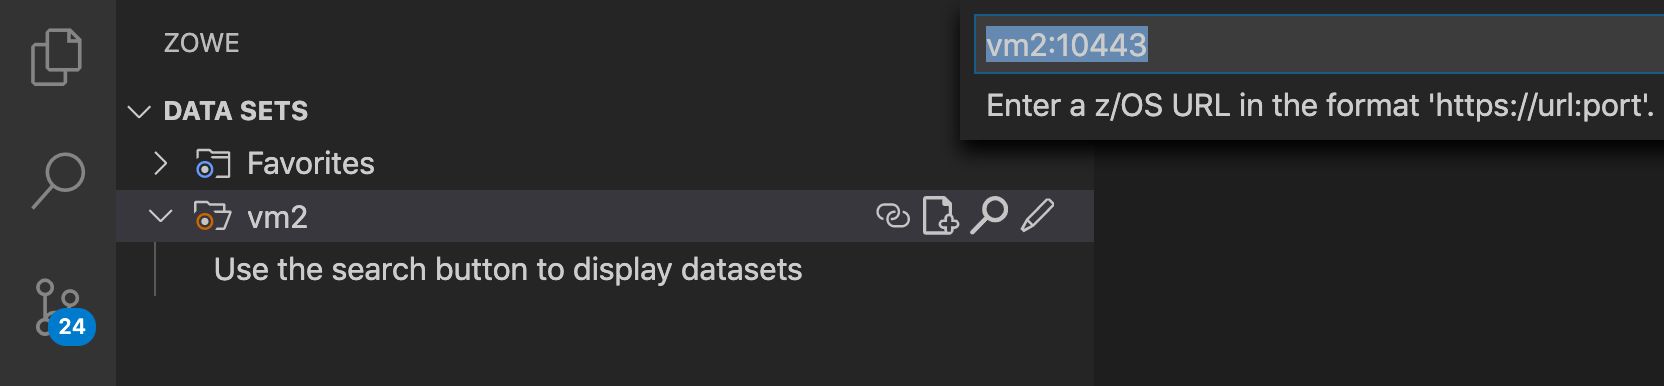 ZOWE
vm2:10443
Enter a z/OS URL in the format 'https://url:port'.
DATA SETS
Favorites
vm2
Use the search button to display datasets
24